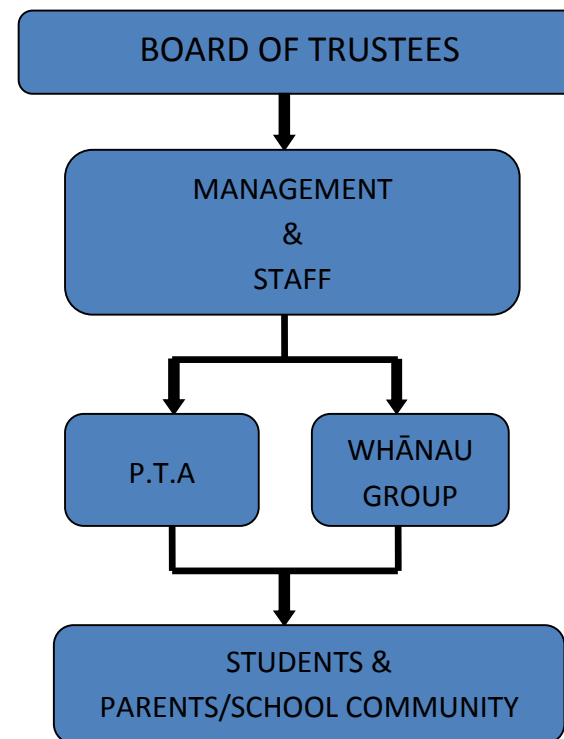 BOARD OF TRUSTEES
MANAGEMENT
&
STAFF
P.T.A
WHĀNAU
GROUP
STUDENTS &
PARENTS/SCHOOL COMMUNITY